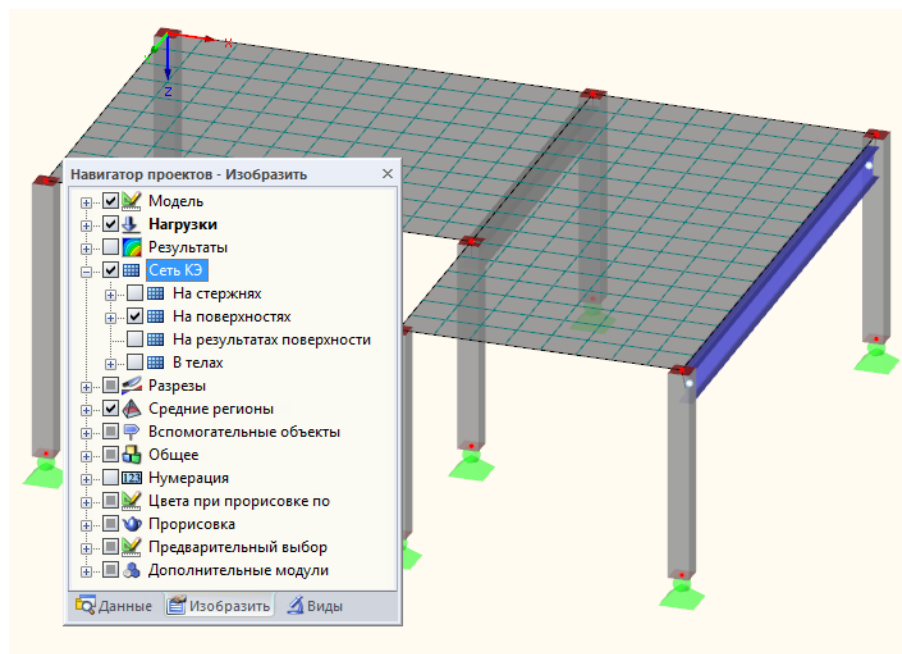 X
Y
Z
Навигатор проектов - Изобразить
Модель
Нагрузки
Результаты
Сеть КЭ
На стержнях
На поверхностях
На результатах поверхности
В телах
Разрезы
Средние регионы
Вспомогательные объекты
Общее
123 Нумерация
Цвета при прорисовке по
Прорисовка
Предварительный выбор
Дополнительные модули
Данные Изобразить Виды